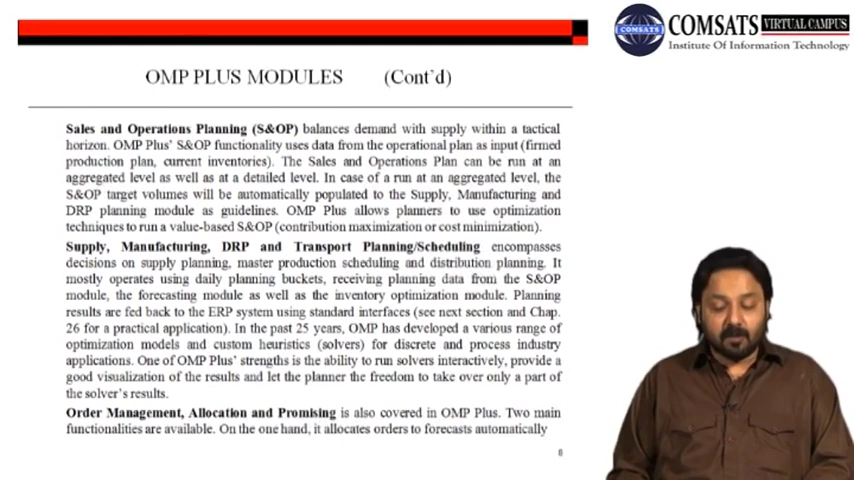 COMSATS
COMSATS VIRTUAL CAMPUS
Institute Of Information Technology
OMP PLUS MODULES (Cont'd)
Sales and Operations Planning (S&OP) balances demand with supply within a tactical
horizon. OMP Plus' S&OP functionality uses data from the operational plan as input (firmed
production plan, current inventories). The Sales and Operations Plan can be run at an
aggregated level as well as at a detailed level. In case of a run at an aggregated level, the
S&OP target volumes will be automatically populated to the Supply, Manufacturing and
DRP planning module as guidelines. OMP Plus allows planners to use optimization
techniques to run a value-based S&OP (contribution maximization or cost minimization).
Supply, Manufacturing, DRP and Transport Planning/Scheduling encompasses
decisions on supply planning, master production scheduling and distribution planning. It
mostly operates using daily planning buckets, receiving planning data from the S&OP
module, the forecasting module as well as the inventory optimization module. Planning
results are fed back to the ERP system using standard interfaces (see next section and Chap.
26 for a practical application). In the past 25 years, OMP has developed a various range of
optimization models and custom heuristics (solvers) for discrete and process industry
applications. One of OMP Plus' strengths is the ability to run solvers interactively, provide a
good visualization of the results and let the planner the freedom to take over only a part of
the solver's results.
Order Management, Allocation and Promising is also covered in OMP Plus. Two main
functionalities are available. On the one hand, it allocates orders to forecasts automatically
8